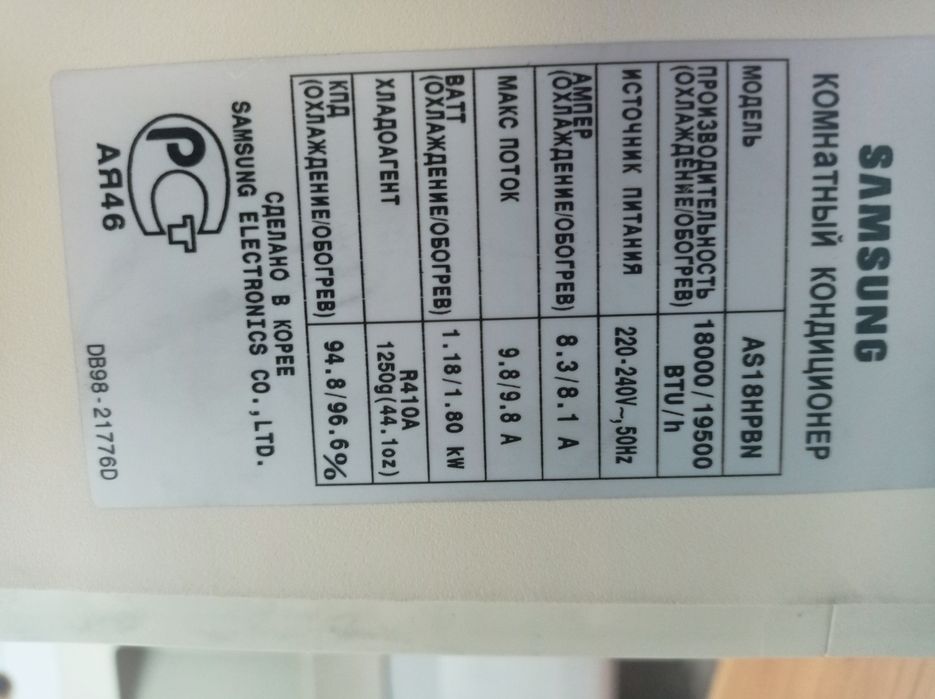 SAMSUNG
КОМНАТНЫЙ КОНДИЦИОНЕР
МОДЕЛЬ AS18HPBN
ПРОИЗВОДИТЕЛЬНОСТЬ 18000/19500
(ОХЛАЖДЕНИЕ/ОБОГРЕВ) BTU/h
ИСТОЧНИК ПИТАНИЯ 220-240V~,50Hz
АМПЕР
(ОХЛАЖДЕНИЕ/ОБОГРЕВ) 8.3/8.1 A
МАКС ПОТОК 9.8/9.8 A
ВАТТ
(ОХЛАЖДЕНИЕ/ОБОГРЕВ) 1.18/1.80 kW
ХЛАДОАГЕНТ R410A
1250g(44.1oz)
КПД
(ОХЛАЖДЕНИЕ/ОБОГРЕВ) 94.8/96.6%
СДЕЛАНО В КОРЕЕ
SAMSUNG ELECTRONICS CO.,LTD.
РСТ
АЯ46
DB98-21776D